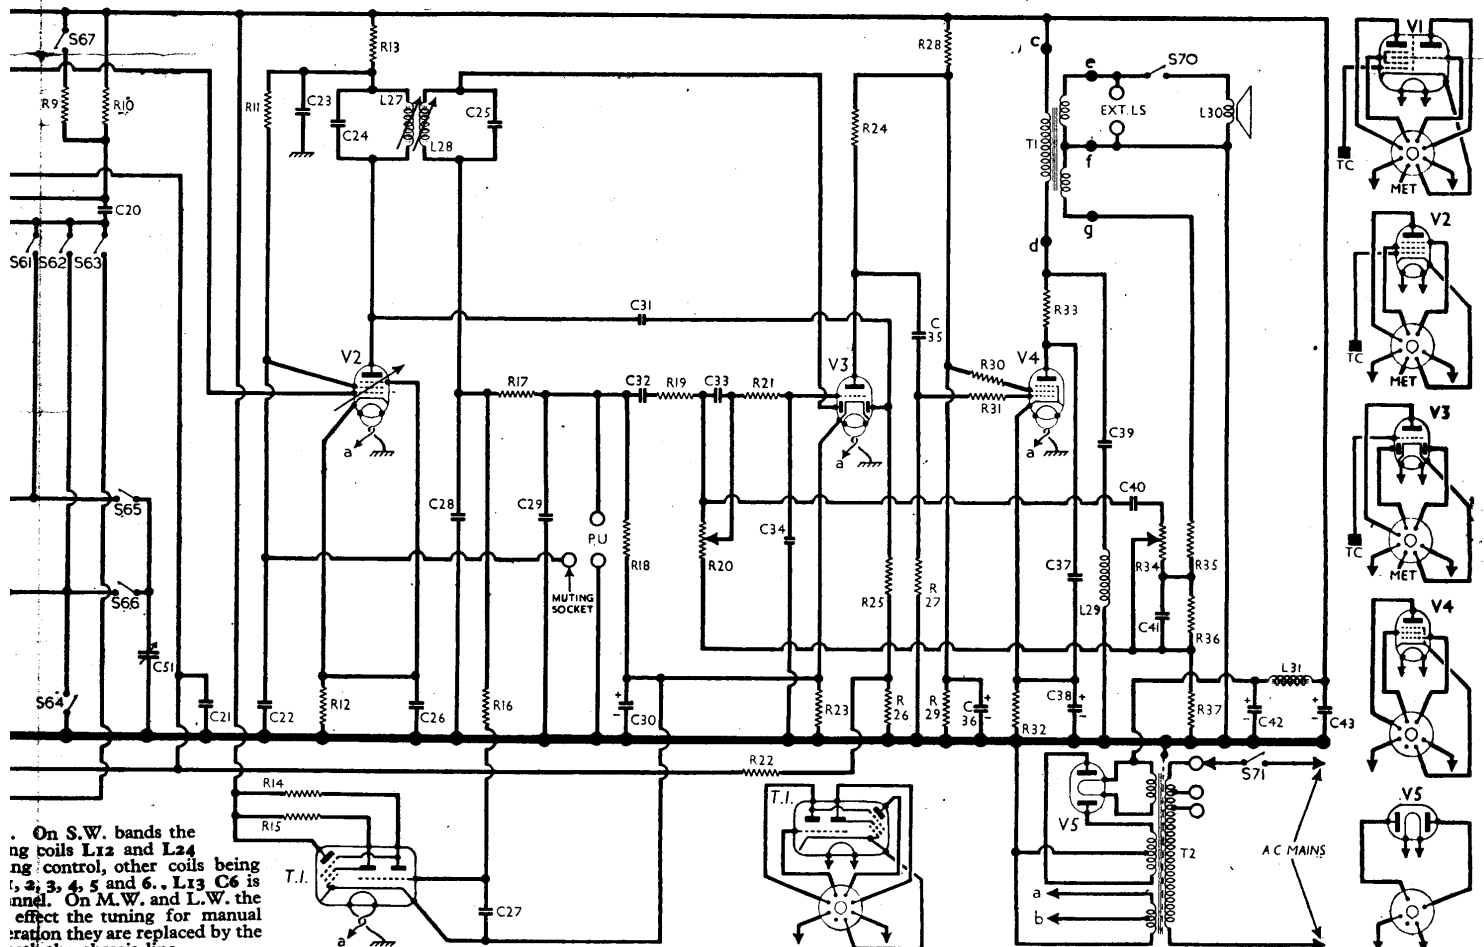 S67
R9
R10
C20
S61
S62
S63
S65
S66
S64
C51
C21
R13
R11
C23
C24
L27
L28
C25
C31
V2
a
R17
C32
R19
C33
R21
C28
C29
P.U
MUTING
SOCKET
R18
R20
C34
R12
C22
C26
R16
C30
+
-
R23
R24
V3
a
C
35
R25
R
27
R
26
R
29
C
36
+
-
R28
c
T1
d
e
f
g
EXT. LS
S70
L30
R33
V4
R30
R31
a
C39
C40
C37
L29
R34
R35
C41
R36
C38
+
-
R32
R37
L31
C42
+
-
C43
+
-
R22
R14
R15
T.I.
a
C27
T.I.
V5
T2
S71
A C MAINS
a
b
V1
TC
MET
V2
TC
MET
V3
TC
MET
V4
V5
. On S.W. bands the
ng coils L12 and L24
ng control, other coils being
1, 2, 3, 4, 5 and 6.. L13 C6 is
nnel. On M.W. and L.W. the
effect the tuning for manual
eration they are replaced by the